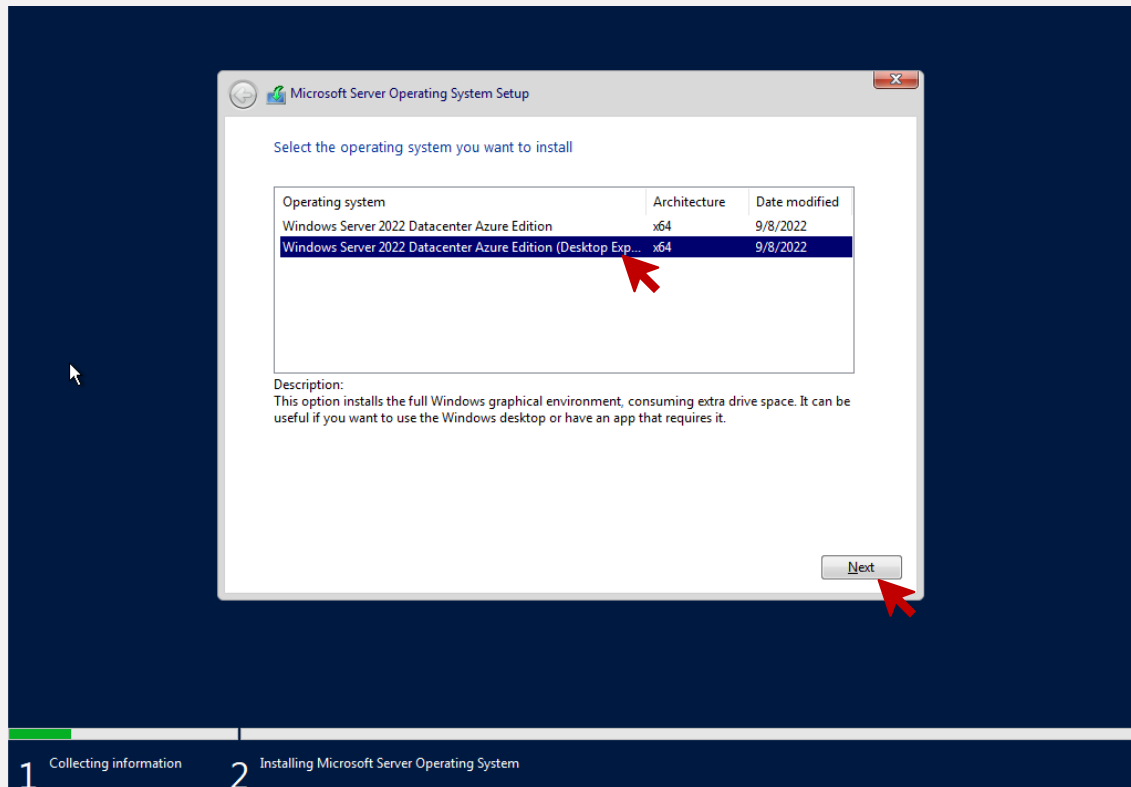 Microsoft Server Operating System Setup
Select the operating system you want to install
Operating system Architecture Date modified
Windows Server 2022 Datacenter Azure Edition x64 9/8/2022
Windows Server 2022 Datacenter Azure Edition (Desktop Exp... x64 9/8/2022
Description:
This option installs the full Windows graphical environment, consuming extra drive space. It can be
useful if you want to use the Windows desktop or have an app that requires it.
Next
1 Collecting information 2 Installing Microsoft Server Operating System